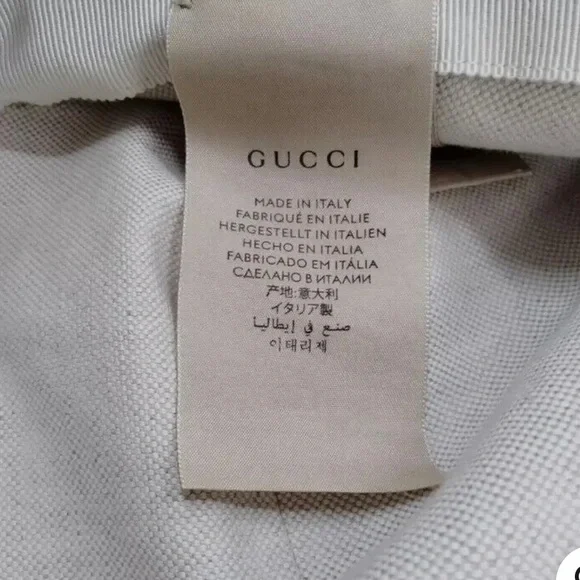 GUCCI
MADE IN ITALY
FABRIQUÉ EN ITALIE
HERGESTELLT IN ITALIEN
HECHO EN ITALIA
FABRICADO EM ITÁLIA
СДЕЛАНО В ИТАЛИИ
产地:意大利
イタリア製
صنع في إيطاليا
이태리제